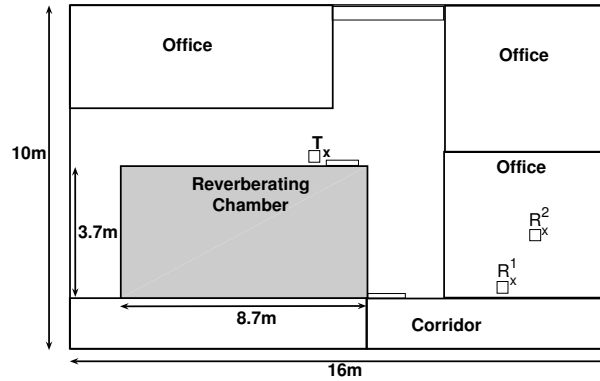 Office
Office
10m
Tx
Reverberating
Chamber
Office
3.7m
R2x
R1x
8.7m
Corridor
16m